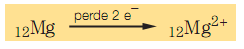 perde 2 e⁻
₁₂Mg ₁₂Mg²⁺